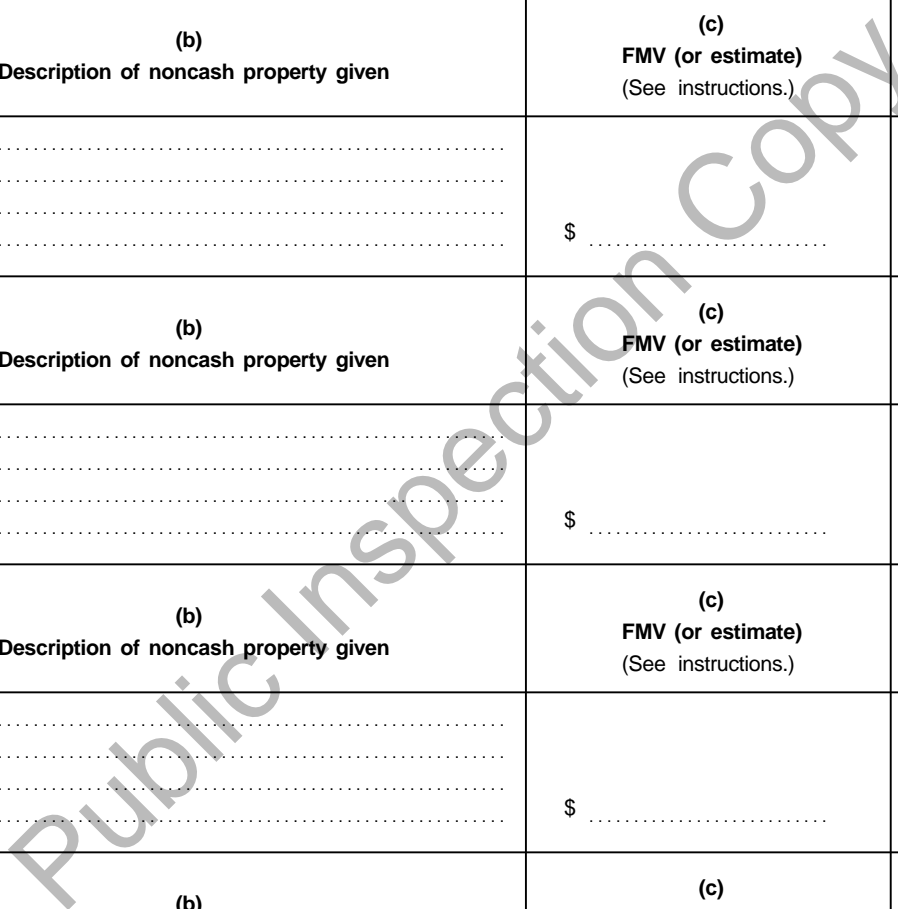 (b)
Description of noncash property given
(c)
FMV (or estimate)
(See instructions.)
$
(b)
Description of noncash property given
(c)
FMV (or estimate)
(See instructions.)
$
(b)
Description of noncash property given
(c)
FMV (or estimate)
(See instructions.)
$
(b)
(c)
Public Inspection Copy